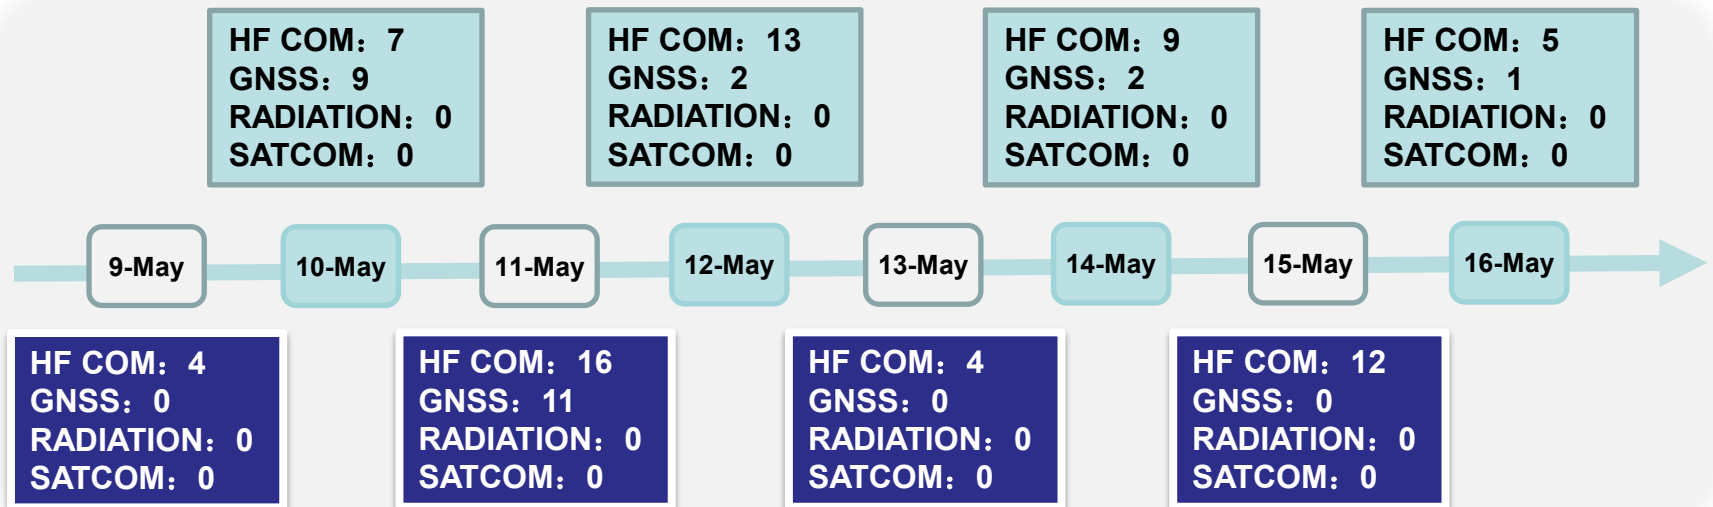 HF COM：7
GNSS：9
RADIATION：0
SATCOM：0
HF COM：13
GNSS：2
RADIATION：0
SATCOM：0
HF COM：9
GNSS：2
RADIATION：0
SATCOM：0
HF COM：5
GNSS：1
RADIATION：0
SATCOM：0
9-May
10-May
11-May
12-May
13-May
14-May
15-May
16-May
HF COM：4
GNSS：0
RADIATION：0
SATCOM：0
HF COM：16
GNSS：11
RADIATION：0
SATCOM：0
HF COM：4
GNSS：0
RADIATION：0
SATCOM：0
HF COM：12
GNSS：0
RADIATION：0
SATCOM：0